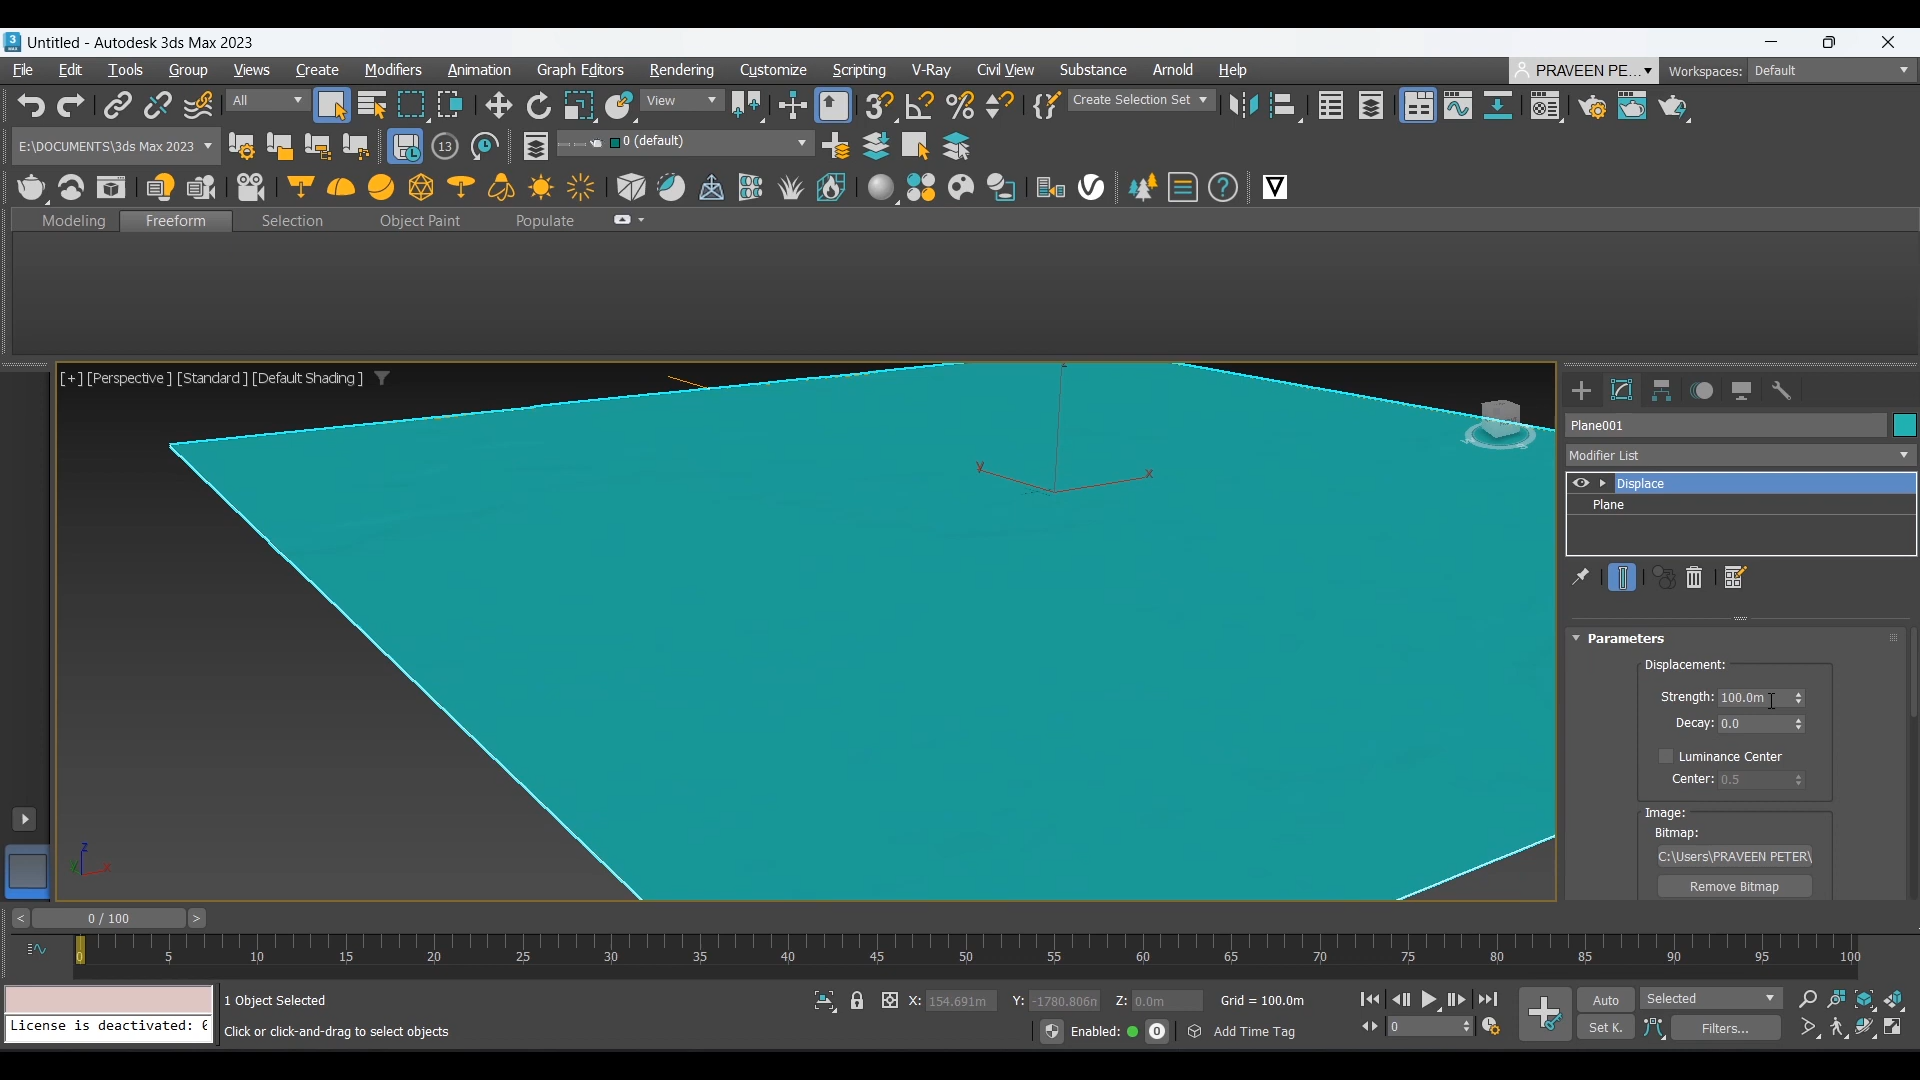 Untitled - Autodesk 3ds Max 2023
File Edit Tools Group Views Create Modifiers Animation Graph Editors Rendering Customize Scripting V-Ray Civil View Substance Arnold Help PRAVEEN PE... Workspaces: Default
All View Create Selection Set
E:\DOCUMENTS\3ds Max 2023 13 0 (default)
Modeling Freeform Selection Object Paint Populate
[+] [Perspective ] [Standard ] [Default Shading ]
Plane001
Modifier List
Displace
Plane
Parameters
Displacement:
Strength: 100.0m
Decay: 0.0
Luminance Center
Center: 0.5
Image:
Bitmap:
C:\Users\PRAVEEN PETER\
Remove Bitmap
z
y x
z
y x
< 0 / 100 >
0 5 10 15 20 25 30 35 40 45 50 55 60 65 70 75 80 85 90 95 100
1 Object Selected X: 154.691m Y: -1780.806m Z: 0.0m Grid = 100.0m Auto Selected
License is deactivated: Click or click-and-drag to select objects Enabled: 0 Add Time Tag 0 Set K. Filters...